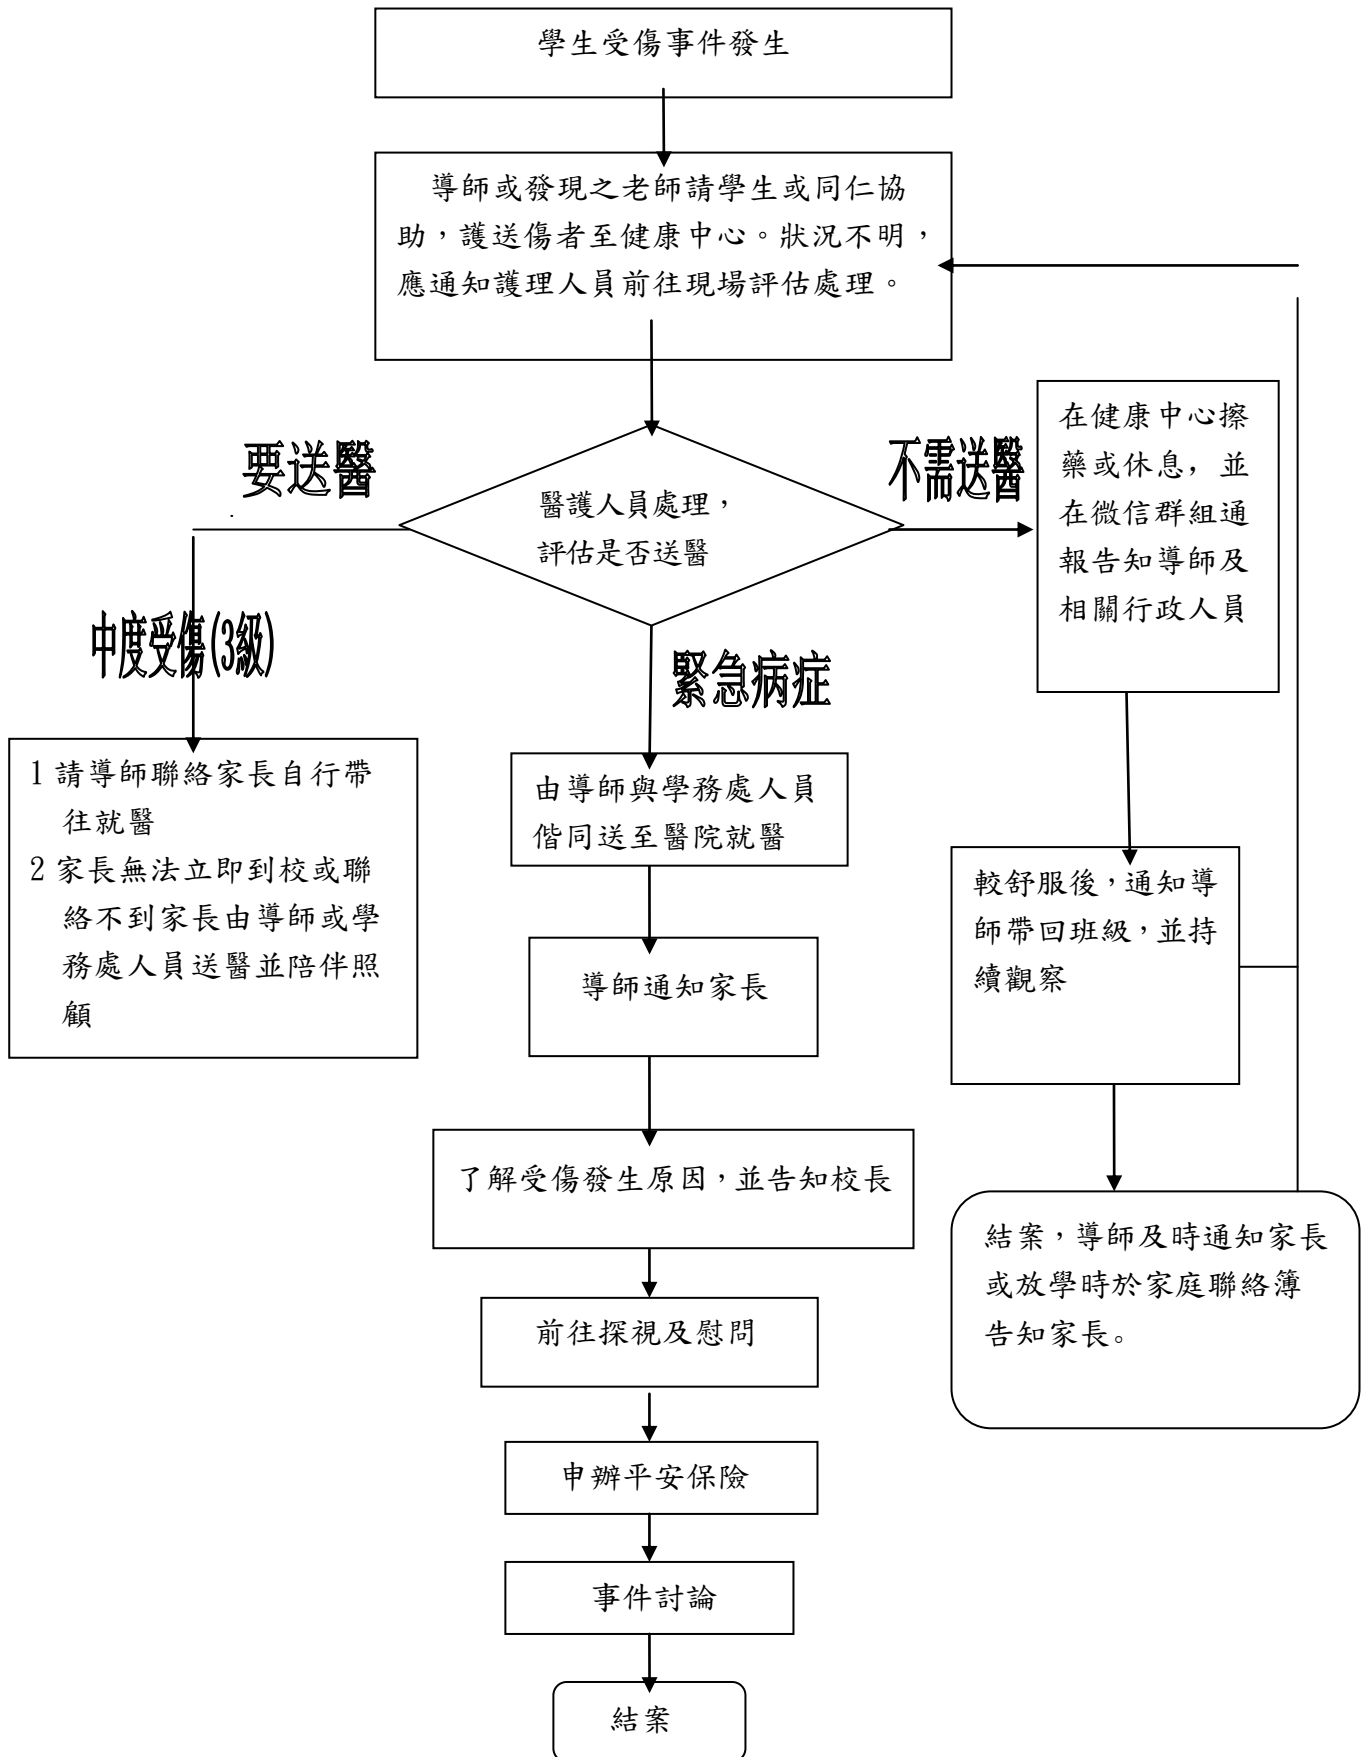 學生受傷事件發生
導師或發現之老師請學生或同仁協
助，護送傷者至健康中心。狀況不明，
應通知護理人員前往現場評估處理。
要送醫
醫護人員處理，
評估是否送醫
不需送醫
在健康中心擦
藥或休息，並
在微信群組通
報告知導師及
相關行政人員
中度受傷(3級)
緊急病症
1 請導師聯絡家長自行帶
往就醫
2 家長無法立即到校或聯
絡不到家長由導師或學
務處人員送醫並陪伴照
顧
由導師與學務處人員
偕同送至醫院就醫
較舒服後，通知導
師帶回班級，並持
續觀察
導師通知家長
了解受傷發生原因，並告知校長
結案，導師及時通知家長
或放學時於家庭聯絡簿
告知家長。
前往探視及慰問
申辦平安保險
事件討論
結案